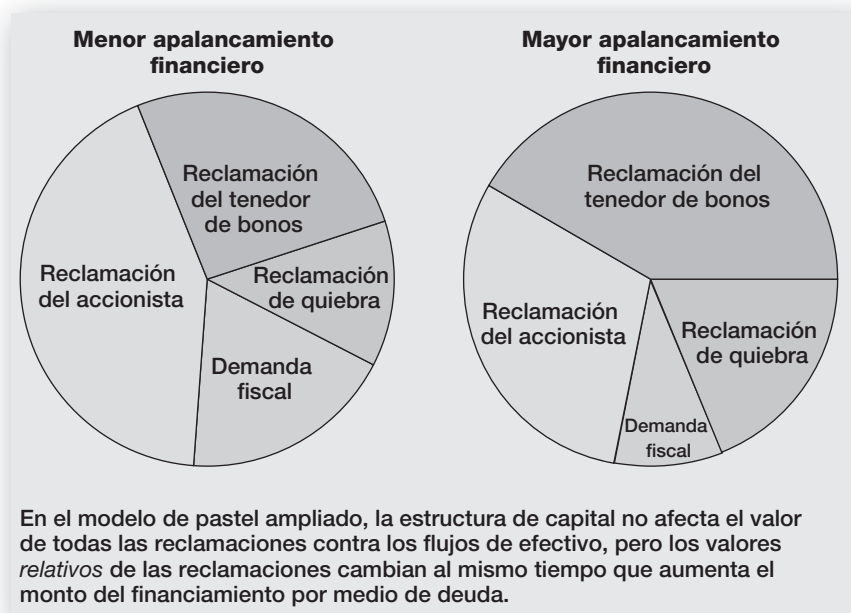 Menor apalancamiento
financiero
Reclamación
del tenedor
de bonos
Reclamación
del accionista
Reclamación
de quiebra
Demanda
fiscal
Mayor apalancamiento
financiero
Reclamación del
tenedor de bonos
Reclamación
del accionista
Reclamación
de quiebra
Demanda
fiscal
En el modelo de pastel ampliado, la estructura de capital no afecta el valor
de todas las reclamaciones contra los flujos de efectivo, pero los valores
relativos de las reclamaciones cambian al mismo tiempo que aumenta el
monto del financiamiento por medio de deuda.